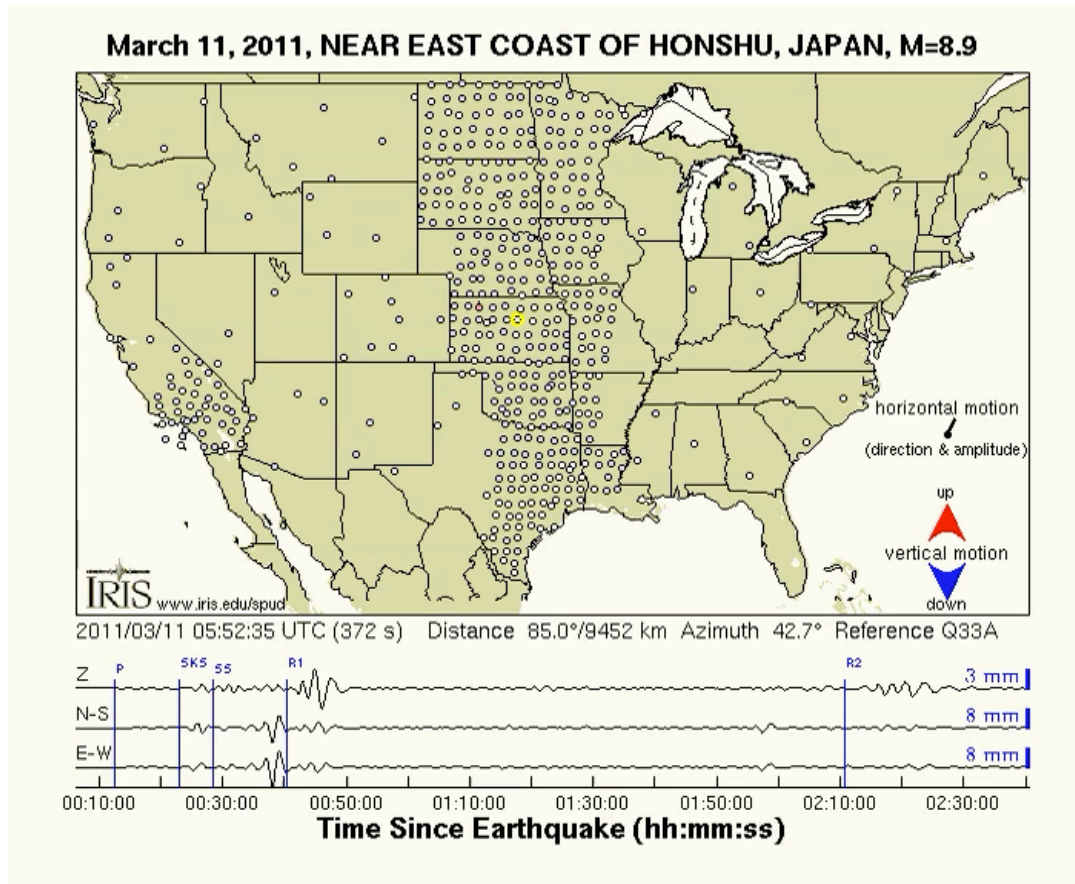 March 11, 2011, NEAR EAST COAST OF HONSHU, JAPAN, M=8.9
horizontal motion
(direction & amplitude)
up
vertical motion
down
IRIS www.iris.edu/spud
2011/03/11 05:52:35 UTC (372 s) Distance 85.0°/9452 km Azimuth 42.7° Reference Q33A
P SKS SS R1 R2
Z 3 mm
N-S 8 mm
E-W 8 mm
00:10:00 00:30:00 00:50:00 01:10:00 01:30:00 01:50:00 02:10:00 02:30:00
Time Since Earthquake (hh:mm:ss)